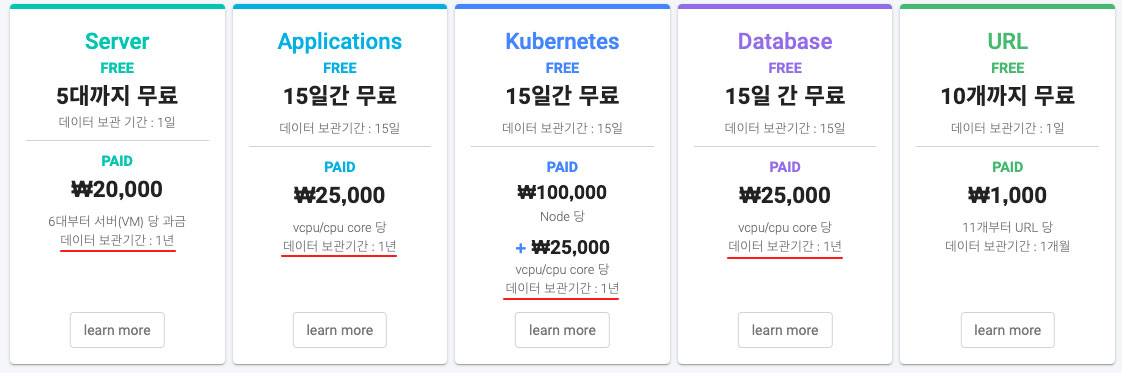 Server
FREE
5대까지 무료
데이터 보관 기간 : 1일
PAID
₩20,000
6대부터 서버(VM) 당 과금
데이터 보관기간 : 1년
learn more
Applications
FREE
15일간 무료
데이터 보관기간 : 15일
PAID
₩25,000
vcpu/cpu core 당
데이터 보관기간 : 1년
learn more
Kubernetes
FREE
15일간 무료
데이터 보관기간 : 15일
PAID
₩100,000
Node 당
+ ₩25,000
vcpu/cpu core 당
데이터 보관기간 : 1년
learn more
Database
FREE
15일 간 무료
데이터 보관기간 : 15일
PAID
₩25,000
vcpu/cpu core 당
데이터 보관기간 : 1년
learn more
URL
FREE
10개까지 무료
데이터 보관기간 : 1일
PAID
₩1,000
11개부터 URL 당
데이터 보관기간 : 1개월
learn more